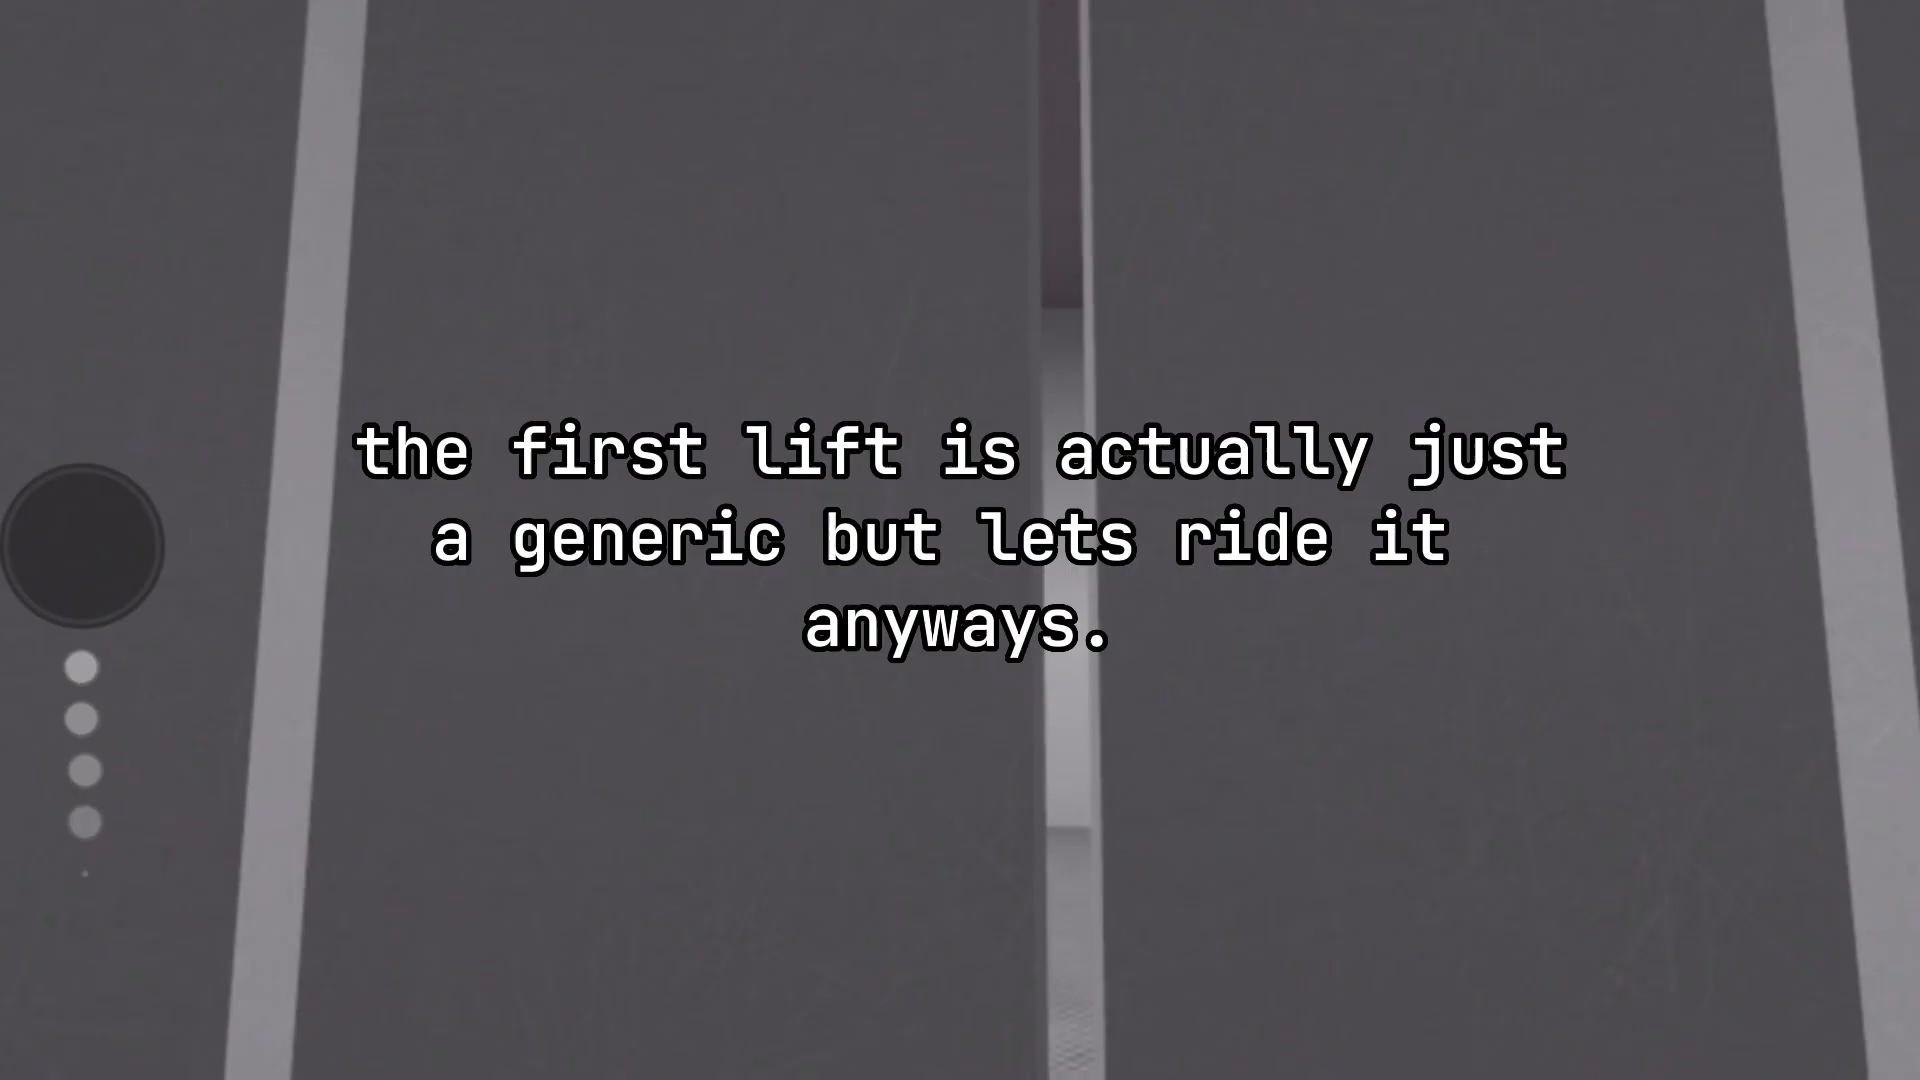 the first lift is actually just
a generic but lets ride it
anyways.